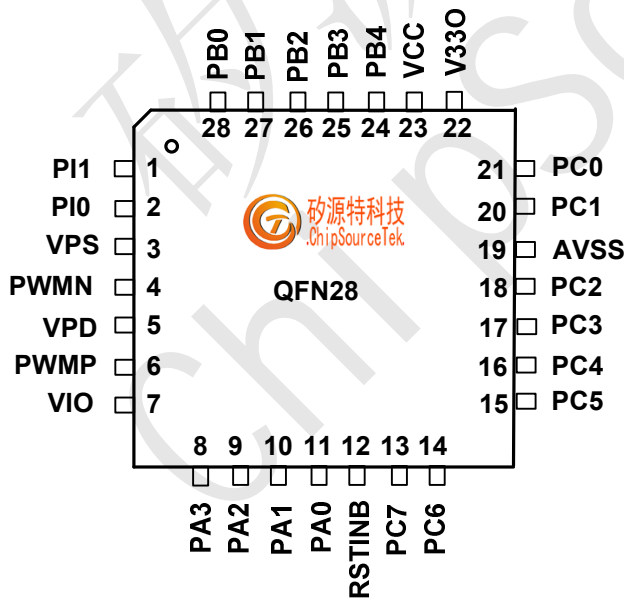 PB0 PB1 PB2 PB3 PB4 VCC V33O
28 27 26 25 24 23 22
PI1 1 21 PC0
PI0 2 20 PC1
VPS 3 19 AVSS
PWMN 4 18 PC2
VPD 5 17 PC3
PWMP 6 16 PC4
VIO 7 15 PC5
矽源特科技
ChipSourceTek
QFN28
8 9 10 11 12 13 14
PA3 PA2 PA1 PA0 RSTINB PC7 PC6